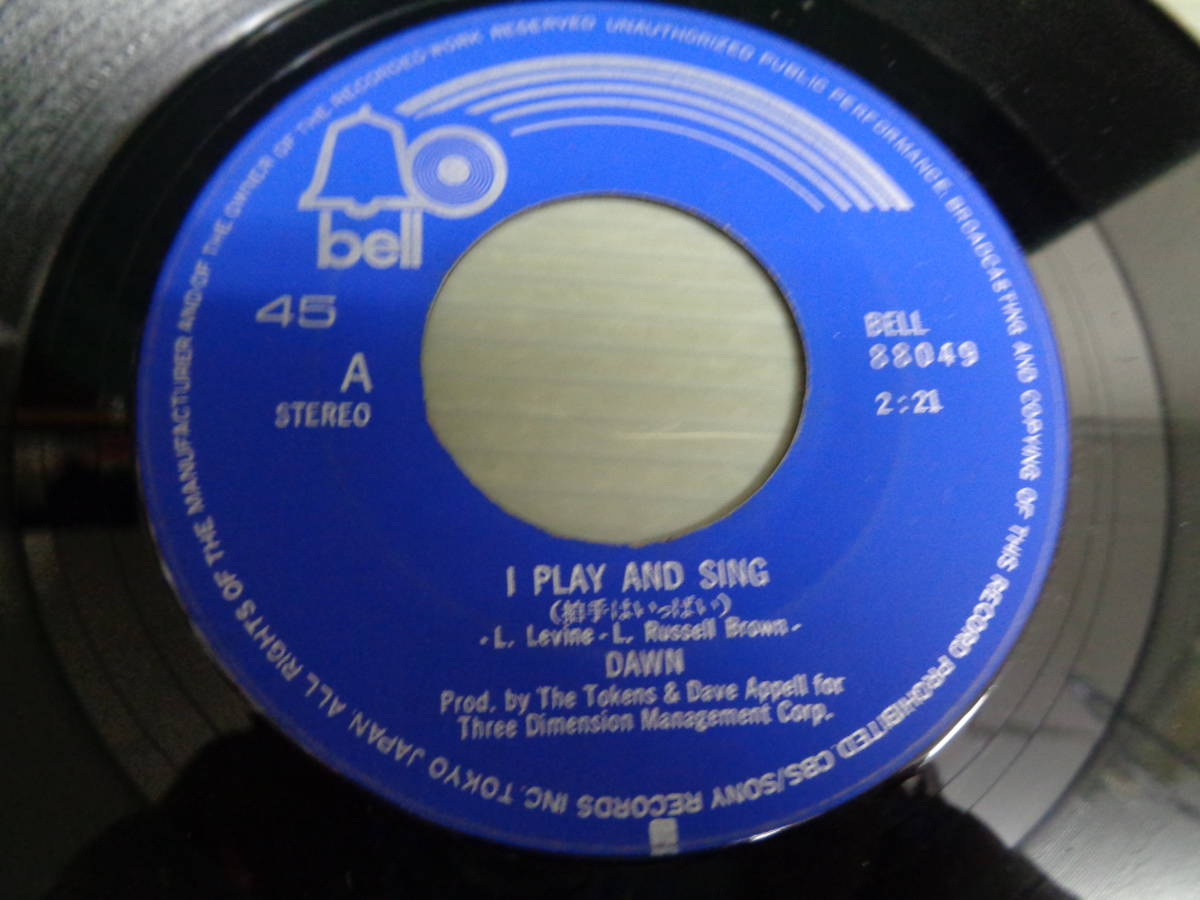 bell
45
A
STEREO
BELL
88049
2:21
I PLAY AND SING
(拍手はいっぱい)
-L. Levine-L. Russell Brown-
DAWN
Prod. by The Tokens & Dave Appell for
Three Dimension Management Corp.
ALL RIGHTS OF THE MANUFACTURER AND/OF THE OWNER OF THE RECORDED WORK RESERVED UNAUTHORIZED PUBLIC PERFORMANCE, BROADCASTING AND COPYING OF THIS RECORD PROHIBITED. CBS/SONY RECORDS INC. TOKYO JAPAN.